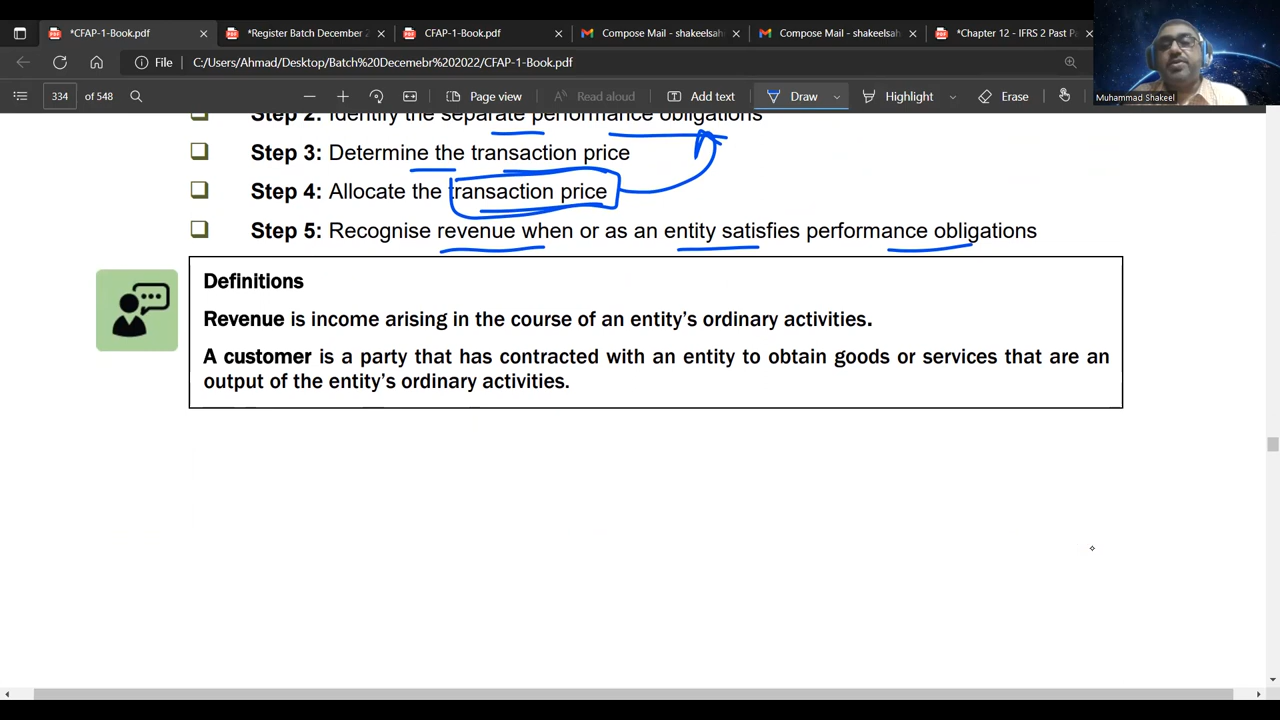 *CFAP-1-Book.pdf
*Register Batch December 2
CFAP-1-Book.pdf
Compose Mail - shakeelsah
Compose Mail - shakeelsah
*Chapter 12 - IFRS 2 Past Pa
File C:/Users/Ahmad/Desktop/Batch%20Decemebr%202022/CFAP-1-Book.pdf
334 of 548
Page view
Read aloud
Add text
Draw
Highlight
Erase
Muhammad Shakeel
Step 2: Identify the separate performance obligations
Step 3: Determine the transaction price
Step 4: Allocate the transaction price
Step 5: Recognise revenue when or as an entity satisfies performance obligations
Definitions
Revenue is income arising in the course of an entity's ordinary activities.
A customer is a party that has contracted with an entity to obtain goods or services that are an
output of the entity's ordinary activities.